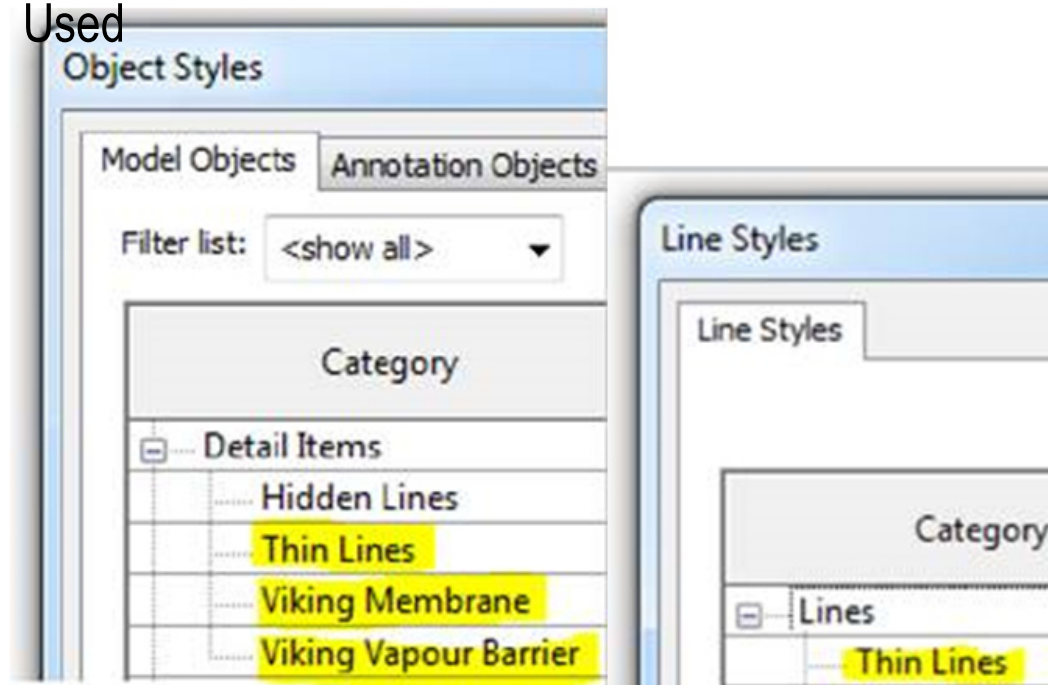 Used
Object Styles
Model Objects
Annotation Objects
Filter list:
<show all>
Category
Detail Items
Hidden Lines
Thin Lines
Viking Membrane
Viking Vapour Barrier
Line Styles
Line Styles
Category
Lines
Thin Lines